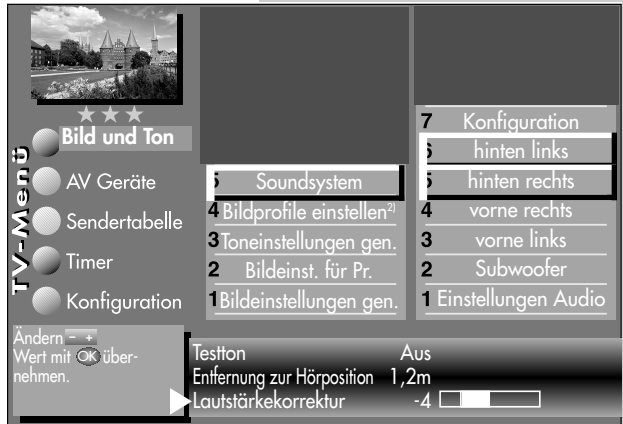 TV-Menü
Bild und Ton
AV Geräte
Sendertabelle
Timer
Konfiguration
5 Soundsystem
4 Bildprofile einstellen2)
3 Toneinstellungen gen.
2 Bildeinst. für Pr.
1 Bildeinstellungen gen.
7 Konfiguration
6 hinten links
5 hinten rechts
4 vorne rechts
3 vorne links
2 Subwoofer
1 Einstellungen Audio
Ändern - +
Wert mit OK über-
nehmen.
Testton Aus
Entfernung zur Hörposition 1,2m
Lautstärkekorrektur -4